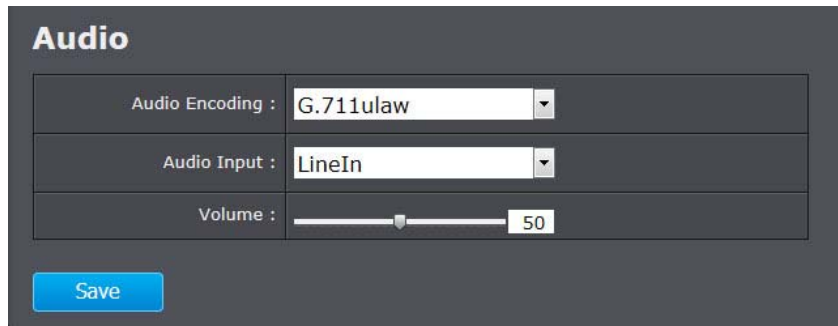 Audio
Audio Encoding : G.711ulaw
Audio Input : LineIn
Volume : 50
Save